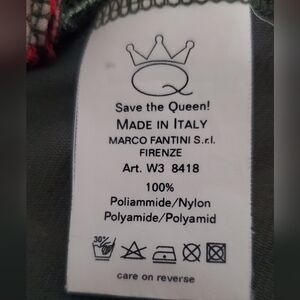 Q
Save the Queen!
MADE IN ITALY
MARCO FANTINI S.r.l.
FIRENZE
Art. W3 8418
100%
Poliammide/Nylon
Polyamide/Polyamid
30°
care on reverse